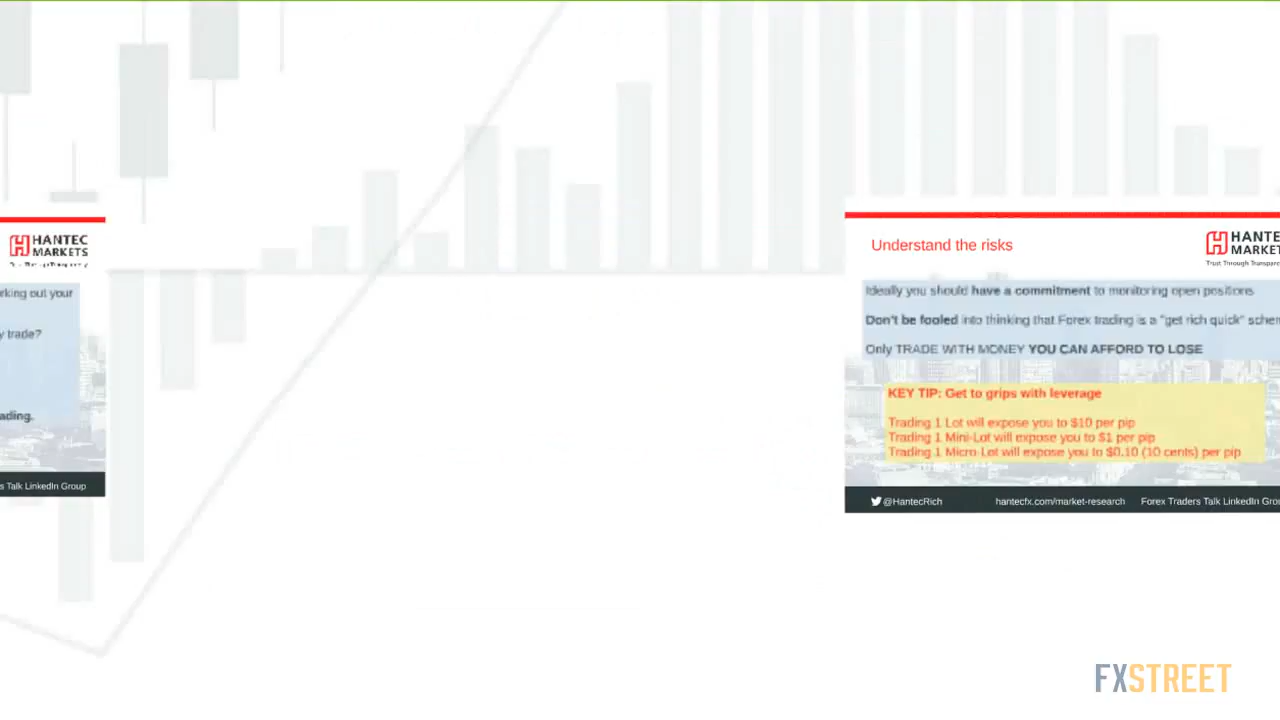 HANTEC
MARKETS
rking out your
y trade?
ading.
s Talk LinkedIn Group
Understand the risks
HANTE
MARKET
Trust Through Transpare
Ideally you should have a commitment to monitoring open positions
Don't be fooled into thinking that Forex trading is a "get rich quick" schem
Only TRADE WITH MONEY YOU CAN AFFORD TO LOSE
KEY TIP: Get to grips with leverage
Trading 1 Lot will expose you to $10 per pip
Trading 1 Mini-Lot will expose you to $1 per pip
Trading 1 Micro-Lot will expose you to $0.10 (10 cents) per pip
@HantecRich hantecfx.com/market-research Forex Traders Talk LinkedIn Gro
FXSTREET